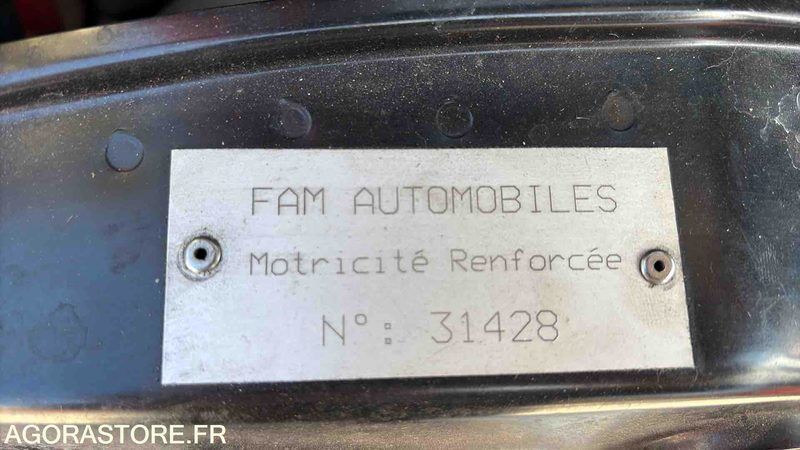 FAM AUTOMOBILES
Motricité Renforcée
N°: 31428
AGORASTORE.FR